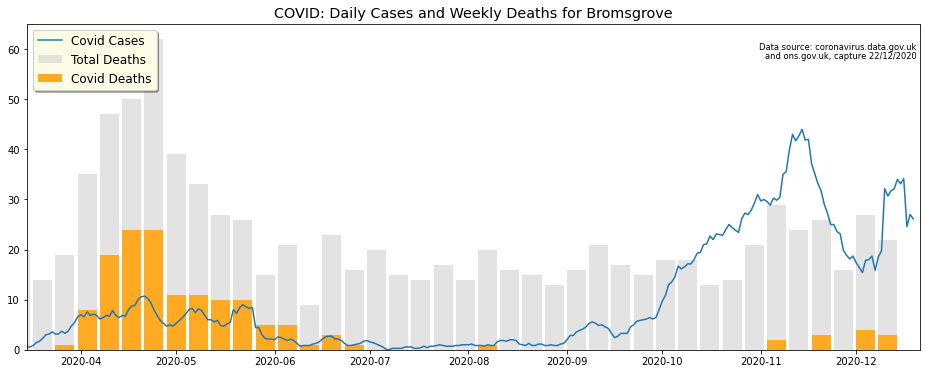 COVID: Daily Cases and Weekly Deaths for Bromsgrove
Covid Cases
Total Deaths
Covid Deaths
Data source: coronavirus.data.gov.uk
and ons.gov.uk, capture 22/12/2020
60
50
40
30
20
10
0
2020-04 2020-05 2020-06 2020-07 2020-08 2020-09 2020-10 2020-11 2020-12